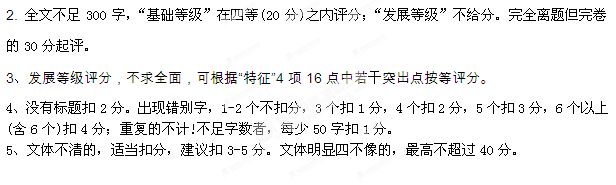 2. 全文不足 300 字，“基础等级”在四等(20 分)之内评分；“发展等级”不给分。完全离题但完卷
的 30 分起评。
3、发展等级评分，不求全面，可根据“特征”4 项 16 点中若干突出点按等评分。
4、没有标题扣 2 分。出现错别字，1-2 个不扣分，3 个扣 1 分，4 个扣 2 分，5 个扣 3 分，6 个以上
(含 6 个)扣 4 分；重复的不计!不足字数者，每少 50 字扣 1 分。
5、文体不清的，适当扣分，建议扣 3-5 分。文体明显四不像的，最高不超过 40 分。